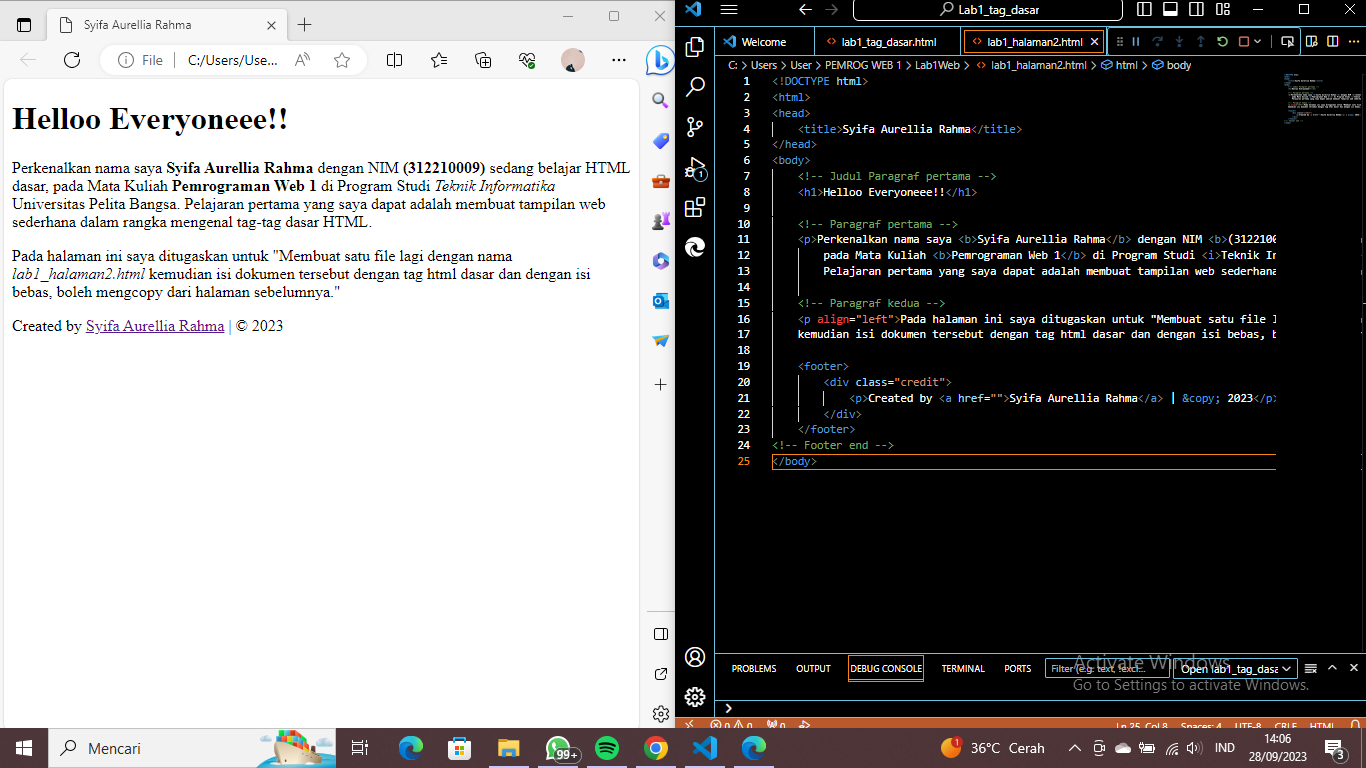 Syifa Aurellia Rahma
File
C:/Users/Use...
Helloo Everyoneee!!
Perkenalkan nama saya Syifa Aurellia Rahma dengan NIM (312210009) sedang belajar HTML
dasar, pada Mata Kuliah Pemrograman Web 1 di Program Studi Teknik Informatika
Universitas Pelita Bangsa. Pelajaran pertama yang saya dapat adalah membuat tampilan web
sederhana dalam rangka mengenal tag-tag dasar HTML.
Pada halaman ini saya ditugaskan untuk "Membuat satu file lagi dengan nama
lab1_halaman2.html kemudian isi dokumen tersebut dengan tag html dasar dan dengan isi
bebas, boleh mengcopy dari halaman sebelumnya."
Created by Syifa Aurellia Rahma | © 2023
Lab1_tag_dasar
Welcome
lab1_tag_dasar.html
lab1_halaman2.html
C: > Users > User > PEMROG WEB 1 > Lab1Web > lab1_halaman2.html > html > body
1 <!DOCTYPE html>
2 <html>
3 <head>
4 <title>Syifa Aurellia Rahma</title>
5 </head>
6 <body>
7 <!-- Judul Paragraf pertama -->
8 <h1>Helloo Everyoneee!!</h1>
9
10 <!-- Paragraf pertama -->
11 <p>Perkenalkan nama saya <b>Syifa Aurellia Rahma</b> dengan NIM <b>(312210
12 pada Mata Kuliah <b>Pemrograman Web 1</b> di Program Studi <i>Teknik In
13 Pelajaran pertama yang saya dapat adalah membuat tampilan web sederhana
14
15 <!-- Paragraf kedua -->
16 <p align="left">Pada halaman ini saya ditugaskan untuk "Membuat satu file l
17 kemudian isi dokumen tersebut dengan tag html dasar dan dengan isi bebas, b
18
19 <footer>
20 <div class="credit">
21 <p>Created by <a href="">Syifa Aurellia Rahma</a> | &copy; 2023</p>
22 </div>
23 </footer>
24 <!-- Footer end -->
25 </body>
1
PROBLEMS OUTPUT DEBUG CONSOLE TERMINAL PORTS
Filter (e.g. text, !excl...
Open lab1_tag_dasa
Activate Windows
Go to Settings to activate Windows.
0 0 0
Ln 25, Col 8 Spaces: 4 UTF-8 CRLF HTML
Mencari
99+
1
36°C Cerah
IND
14:06
28/09/2023
3